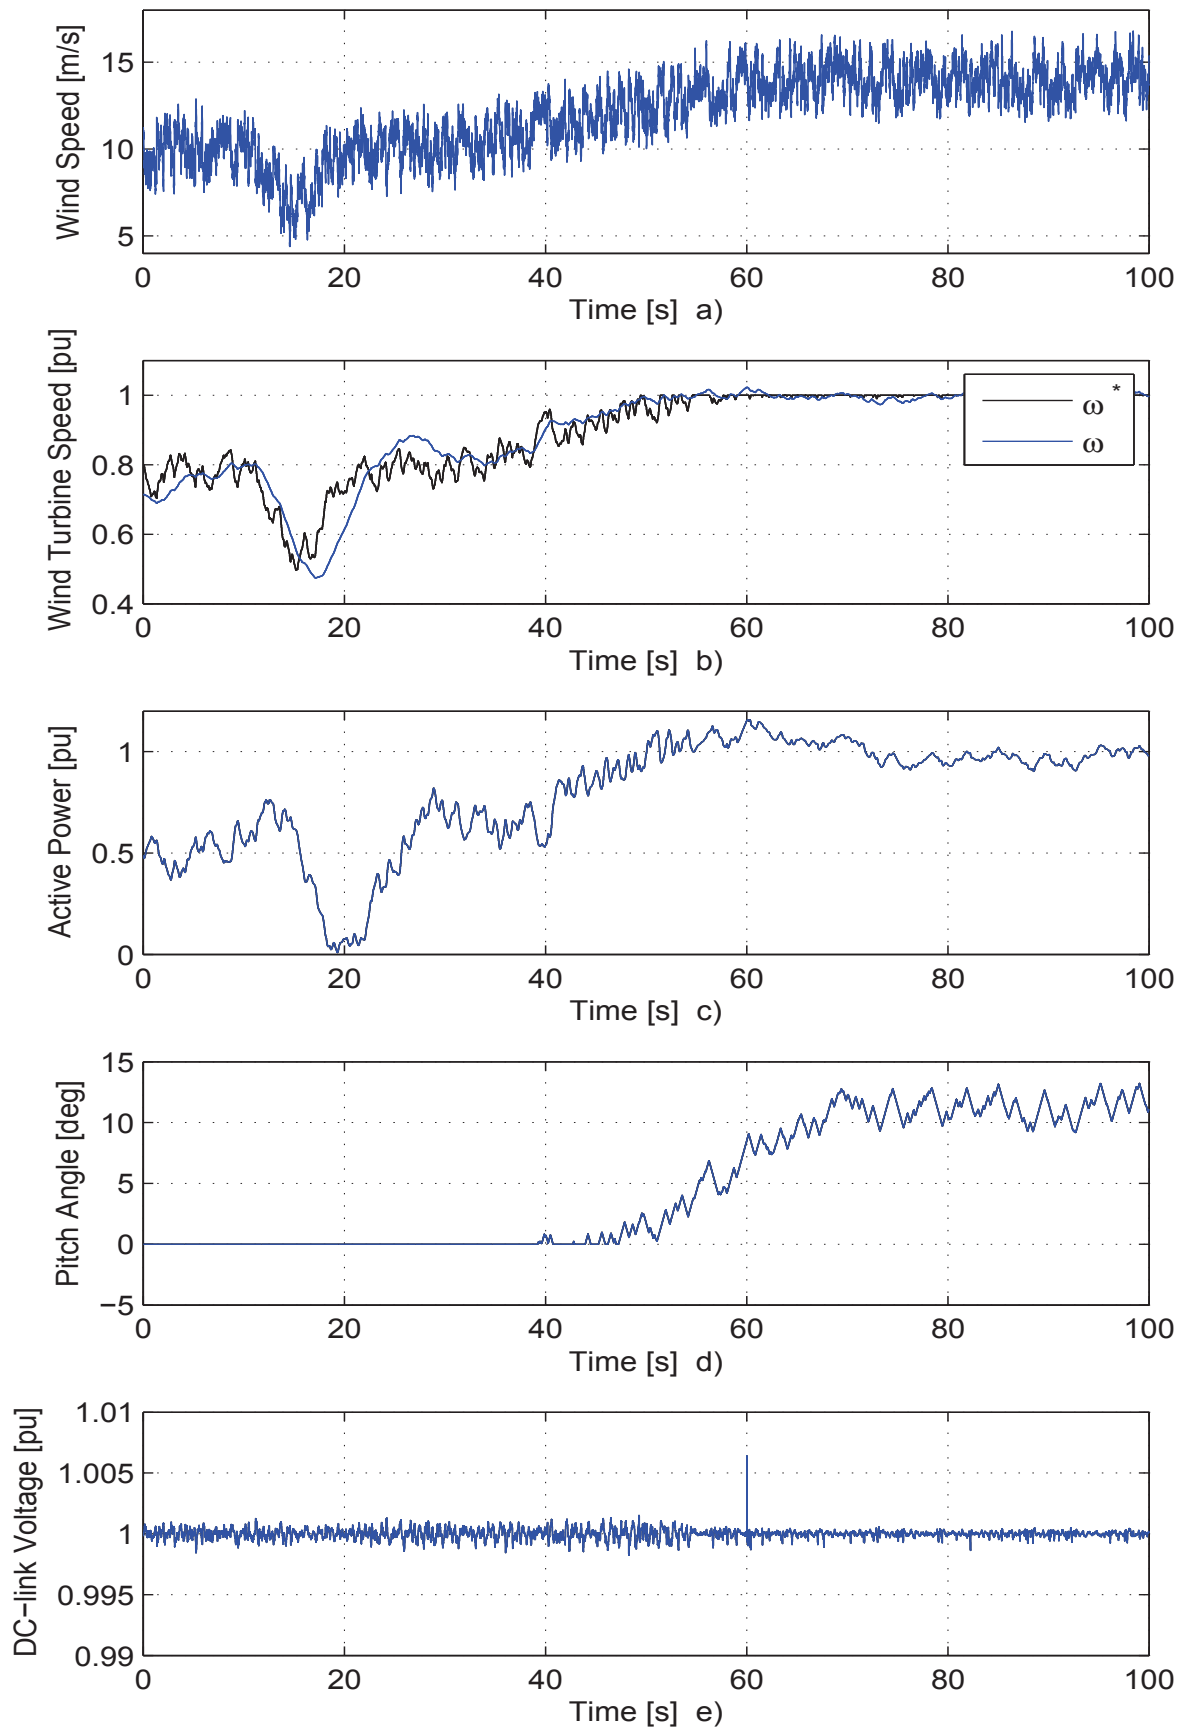 Wind Speed [m/s]
15
10
5
0 20 40 60 80 100
Time [s] a)
Wind Turbine Speed [pu]
1
0.8
0.6
0.4
ω*
ω
0 20 40 60 80 100
Time [s] b)
Active Power [pu]
1
0.5
0
0 20 40 60 80 100
Time [s] c)
Pitch Angle [deg]
15
10
5
0
−5
0 20 40 60 80 100
Time [s] d)
DC−link Voltage [pu]
1.01
1.005
1
0.995
0.99
0 20 40 60 80 100
Time [s] e)